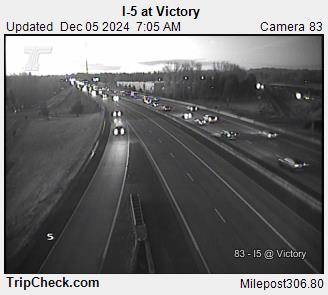 I-5 at Victory
Updated Dec 05 2024 7:05 AM Camera 83
S
83 - I5 @ Victory
TripCheck.com Milepost306.80